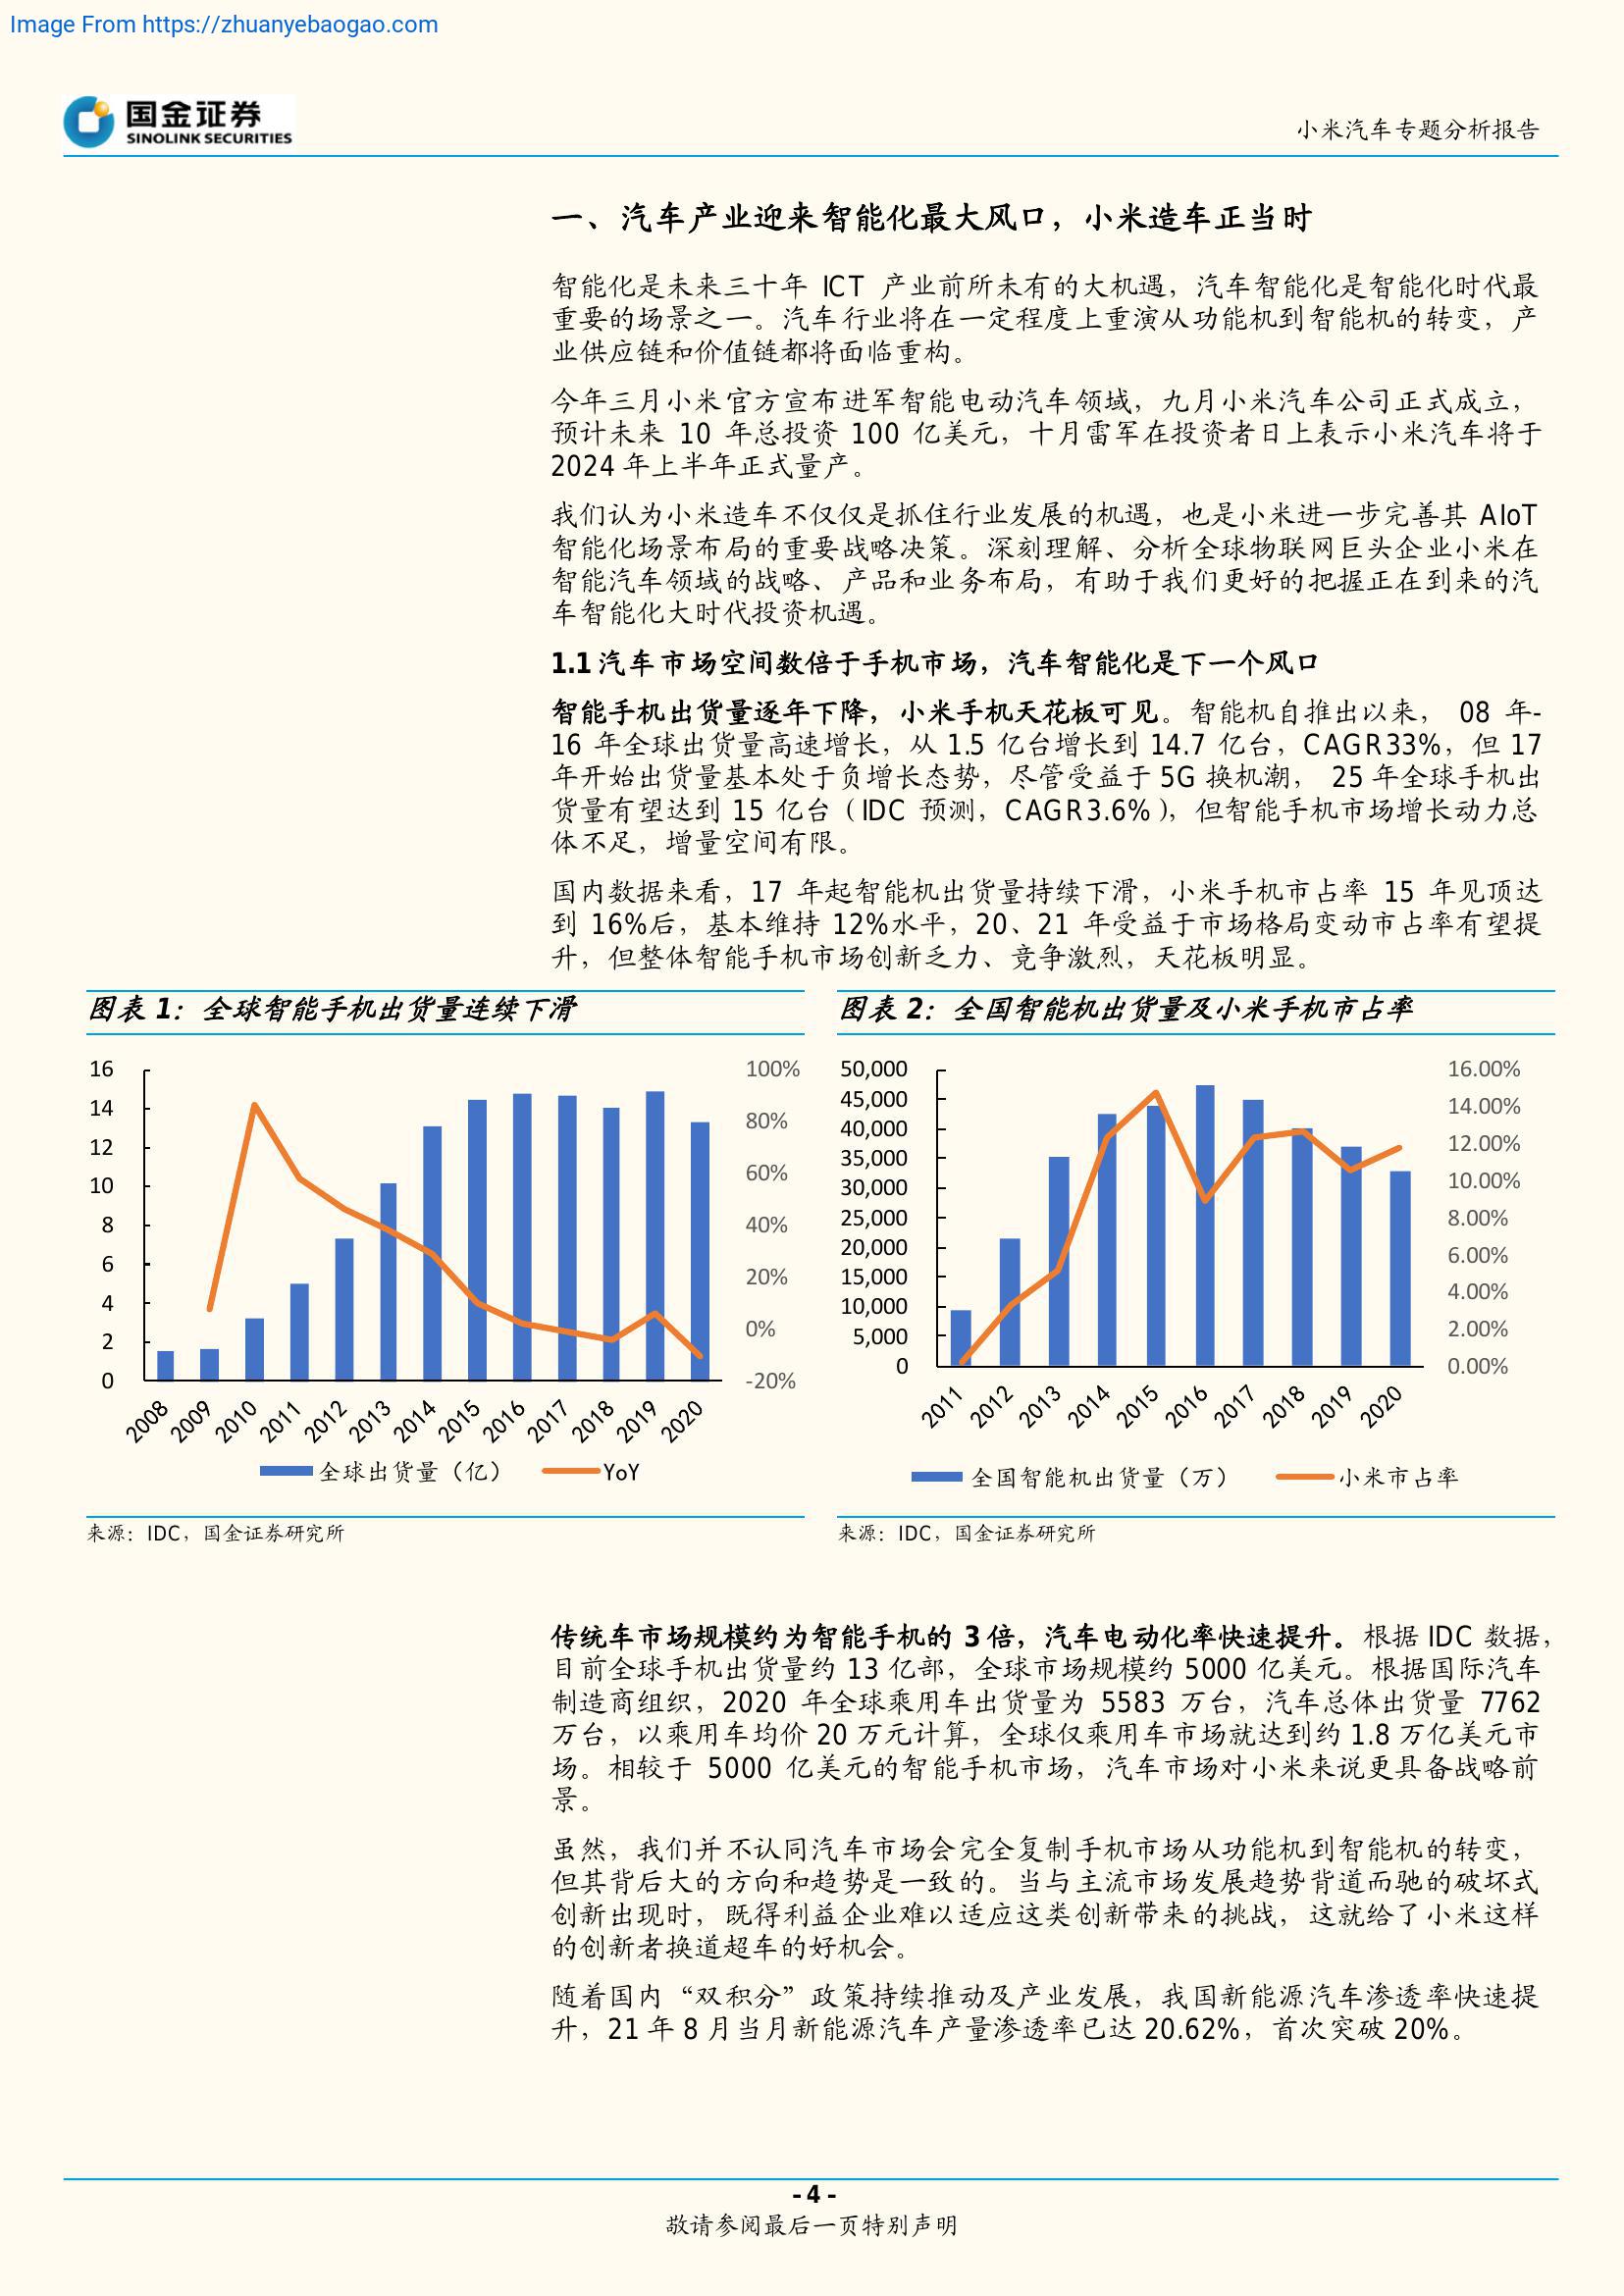 Image From https://zhuanyebaogao.com
国金证券
SINOLINK SECURITIES
小米汽车专题分析报告
一、汽车产业迎来智能化最大风口，小米造车正当时
智能化是未来三十年 ICT 产业前所未有的大机遇，汽车智能化是智能化时代最
重要的场景之一。汽车行业将在一定程度上重演从功能机到智能机的转变，产
业供应链和价值链都将面临重构。
今年三月小米官方宣布进军智能电动汽车领域，九月小米汽车公司正式成立，
预计未来 10 年总投资 100 亿美元，十月雷军在投资者日上表示小米汽车将于
2024 年上半年正式量产。
我们认为小米造车不仅仅是抓住行业发展的机遇，也是小米进一步完善其 AIoT
智能化场景布局的重要战略决策。深刻理解、分析全球物联网巨头企业小米在
智能汽车领域的战略、产品和业务布局，有助于我们更好的把握正在到来的汽
车智能化大时代投资机遇。
1.1 汽车市场空间数倍于手机市场，汽车智能化是下一个风口
智能手机出货量逐年下降，小米手机天花板可见。智能机自推出以来， 08 年-
16 年全球出货量高速增长，从 1.5 亿台增长到 14.7 亿台，CAGR33%，但 17
年开始出货量基本处于负增长态势，尽管受益于 5G 换机潮， 25 年全球手机出
货量有望达到 15 亿台（IDC 预测，CAGR3.6%），但智能手机市场增长动力总
体不足，增量空间有限。
国内数据来看，17 年起智能机出货量持续下滑，小米手机市占率 15 年见顶达
到 16%后，基本维持 12%水平，20、21 年受益于市场格局变动市占率有望提
升，但整体智能手机市场创新乏力、竞争激烈，天花板明显。
图表 1：全球智能手机出货量连续下滑
16
14
12
10
8
6
4
2
0
100%
80%
60%
40%
20%
0%
-20%
2008 2009 2010 2011 2012 2013 2014 2015 2016 2017 2018 2019 2020
全球出货量（亿） YoY
来源：IDC，国金证券研究所
图表 2：全国智能机出货量及小米手机市占率
50,000
45,000
40,000
35,000
30,000
25,000
20,000
15,000
10,000
5,000
0
16.00%
14.00%
12.00%
10.00%
8.00%
6.00%
4.00%
2.00%
0.00%
2011 2012 2013 2014 2015 2016 2017 2018 2019 2020
全国智能机出货量（万） 小米市占率
来源：IDC，国金证券研究所
传统车市场规模约为智能手机的 3 倍，汽车电动化率快速提升。根据 IDC 数据，
目前全球手机出货量约 13 亿部，全球市场规模约 5000 亿美元。根据国际汽车
制造商组织，2020 年全球乘用车出货量为 5583 万台，汽车总体出货量 7762
万台，以乘用车均价 20 万元计算，全球仅乘用车市场就达到约 1.8 万亿美元市
场。相较于 5000 亿美元的智能手机市场，汽车市场对小米来说更具备战略前
景。
虽然，我们并不认同汽车市场会完全复制手机市场从功能机到智能机的转变，
但其背后大的方向和趋势是一致的。当与主流市场发展趋势背道而驰的破坏式
创新出现时，既得利益企业难以适应这类创新带来的挑战，这就给了小米这样
的创新者换道超车的好机会。
随着国内“双积分”政策持续推动及产业发展，我国新能源汽车渗透率快速提
升，21 年 8 月当月新能源汽车产量渗透率已达 20.62%，首次突破 20%。
- 4 -
敬请参阅最后一页特别声明